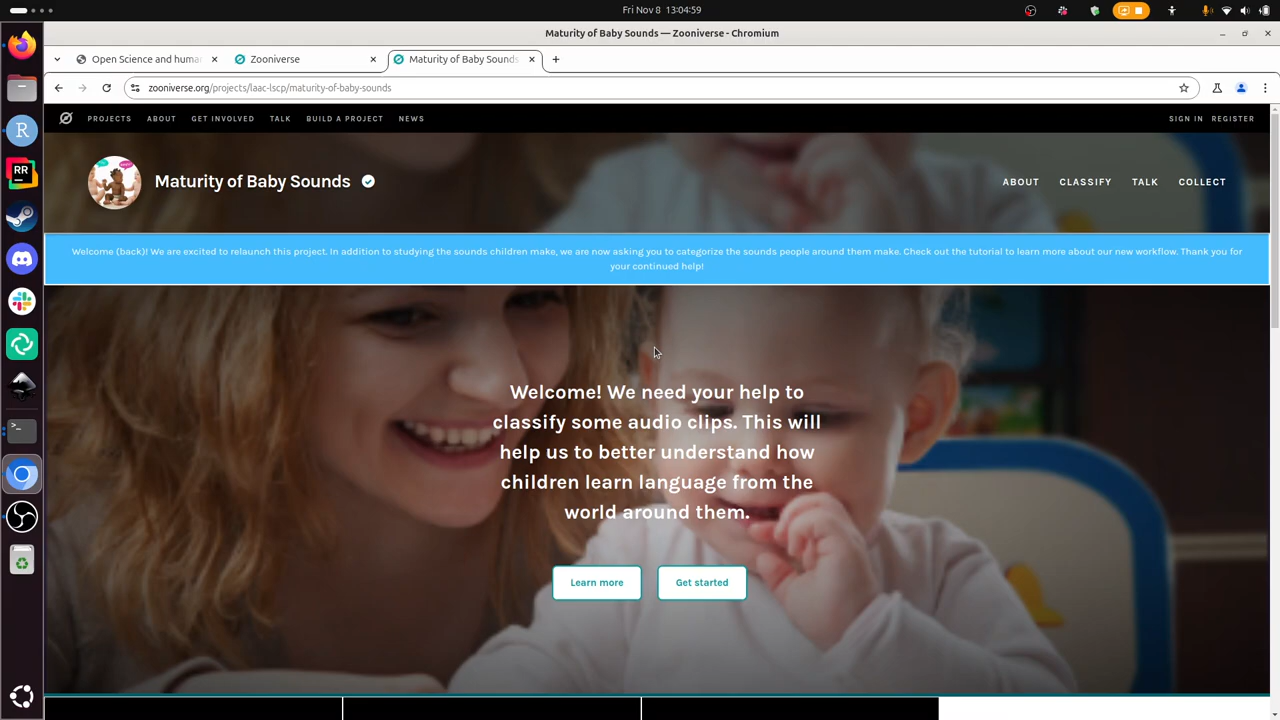 Fri Nov 8 13:04:59
Maturity of Baby Sounds — Zooniverse - Chromium
Open Science and huma
Zooniverse
Maturity of Baby Sounds
zooniverse.org/projects/laac-lscp/maturity-of-baby-sounds
PROJECTS ABOUT GET INVOLVED TALK BUILD A PROJECT NEWS SIGN IN REGISTER
Maturity of Baby Sounds
ABOUT CLASSIFY TALK COLLECT
Welcome (back)! We are excited to relaunch this project. In addition to studying the sounds children make, we are now asking you to categorize the sounds people around them make. Check out the tutorial to learn more about our new workflow. Thank you for
your continued help!
Welcome! We need your help to
classify some audio clips. This will
help us to better understand how
children learn language from the
world around them.
Learn more
Get started